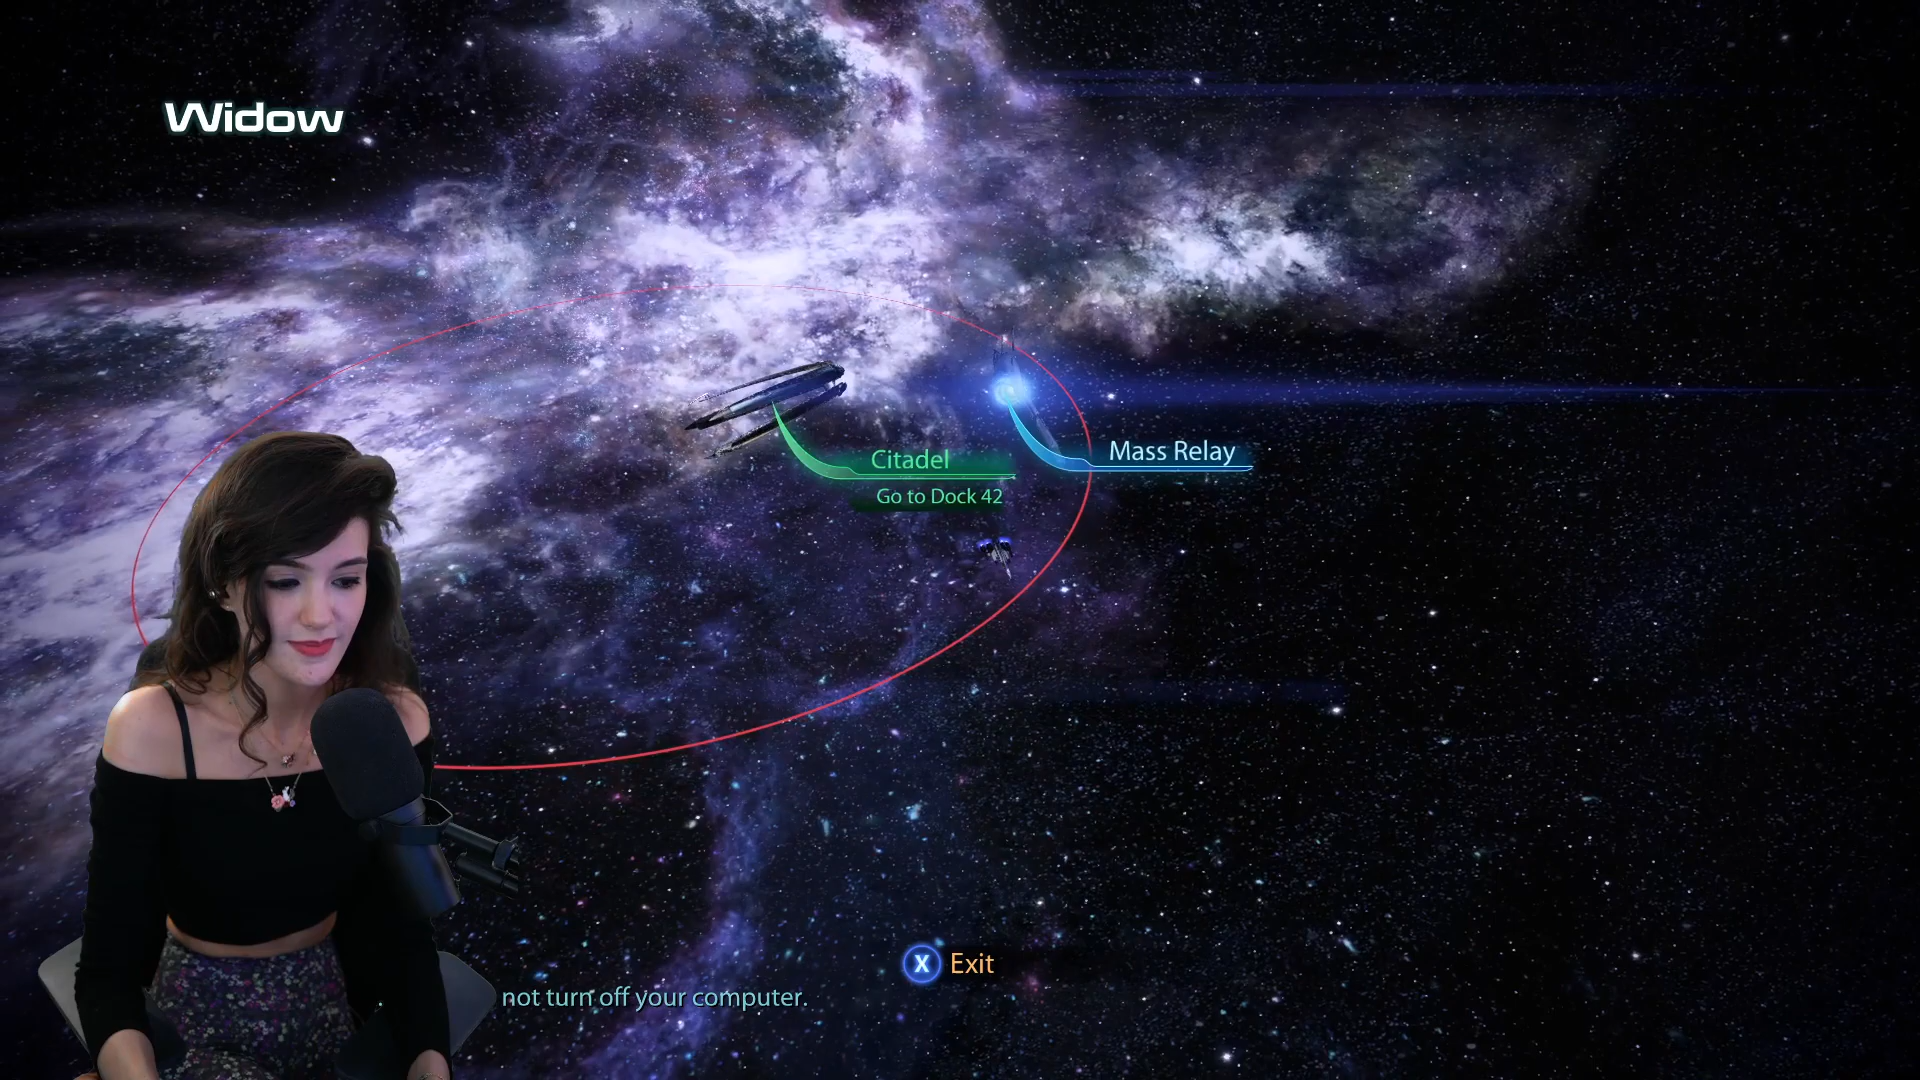 Widow
Citadel
Go to Dock 42
Mass Relay
X Exit
not turn off your computer.